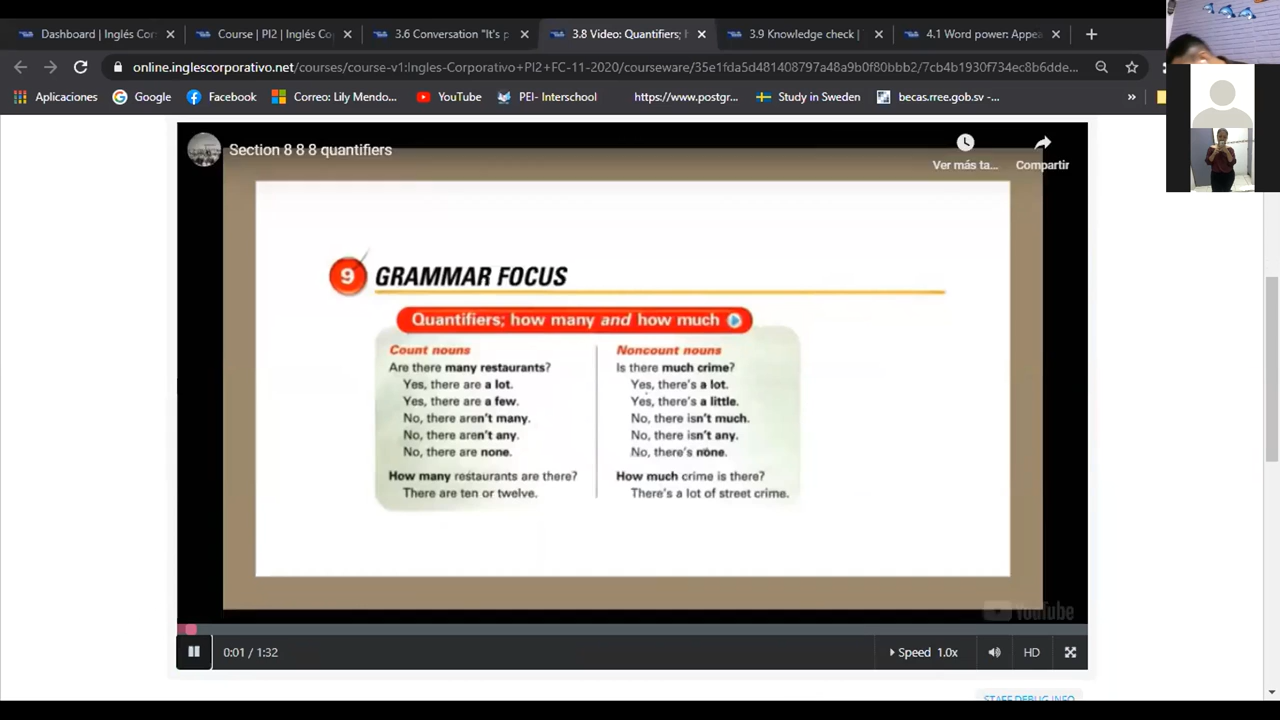 Dashboard | Inglés Cor
Course | PI2 | Inglés Co
3.6 Conversation "It's p
3.8 Video: Quantifiers; H
3.9 Knowledge check |
4.1 Word power: Appea
online.inglescorporativo.net/courses/course-v1:Ingles-Corporativo+PI2+FC-11-2020/courseware/35e1fda5d481408797a48a9b0f80bbb2/7cb4b1930f734ec8b6dde...
Aplicaciones
Google
Facebook
Correo: Lily Mendo...
YouTube
PEI- Interschool
https://www.postgr...
Study in Sweden
becas.rree.gob.sv -...
»
Section 8 8 8 quantifiers
Ver más ta...
Compartir
9 GRAMMAR FOCUS
Quantifiers; how many and how much
Count nouns
Are there many restaurants?
Yes, there are a lot.
Yes, there are a few.
No, there aren't many.
No, there aren't any.
No, there are none.
How many restaurants are there?
There are ten or twelve.
Noncount nouns
Is there much crime?
Yes, there's a lot.
Yes, there's a little.
No, there isn't much.
No, there isn't any.
No, there's none.
How much crime is there?
There's a lot of street crime.
YouTube
0:01 / 1:32
Speed 1.0x
HD
STAFF DEBUG INFO